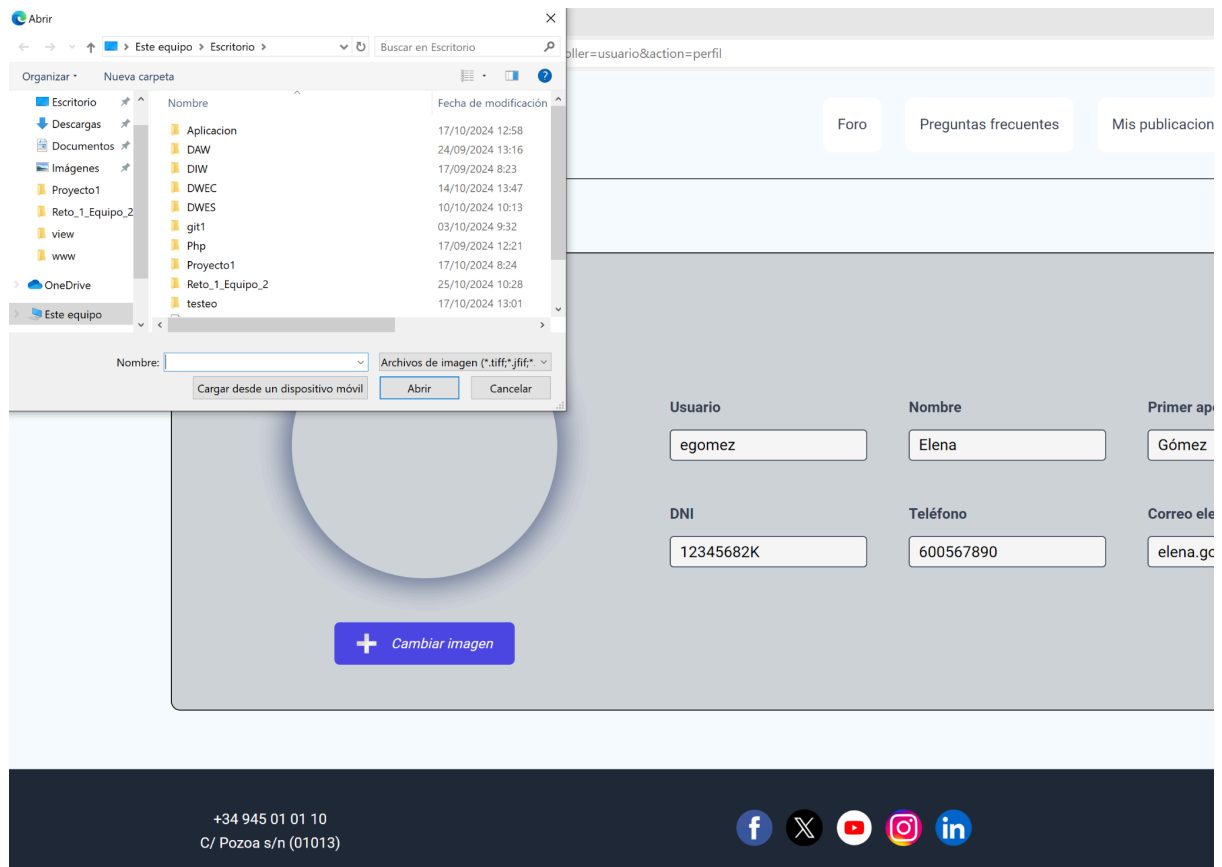 Abrir
Este equipo > Escritorio >
Buscar en Escritorio
Organizar
Nueva carpeta
Escritorio
Descargas
Documentos
Imágenes
Proyecto1
Reto_1_Equipo_2
view
www
OneDrive
Este equipo
Nombre Fecha de modificación
Aplicacion 17/10/2024 12:58
DAW 24/09/2024 13:16
DIW 17/09/2024 8:23
DWEC 14/10/2024 13:47
DWES 10/10/2024 10:13
git1 03/10/2024 9:32
Php 17/09/2024 12:21
Proyecto1 17/10/2024 8:24
Reto_1_Equipo_2 25/10/2024 10:28
testeo 17/10/2024 13:01
Nombre:
Archivos de imagen (*.tiff;*.jfif;*.
Cargar desde un dispositivo móvil Abrir Cancelar
oller=usuario&action=perfil
Foro Preguntas frecuentes Mis publicacion
Usuario Nombre Primer ape
egomez Elena Gómez
DNI Teléfono Correo ele
12345682K 600567890 elena.go
Cambiar imagen
+34 945 01 01 10
C/ Pozoa s/n (01013)